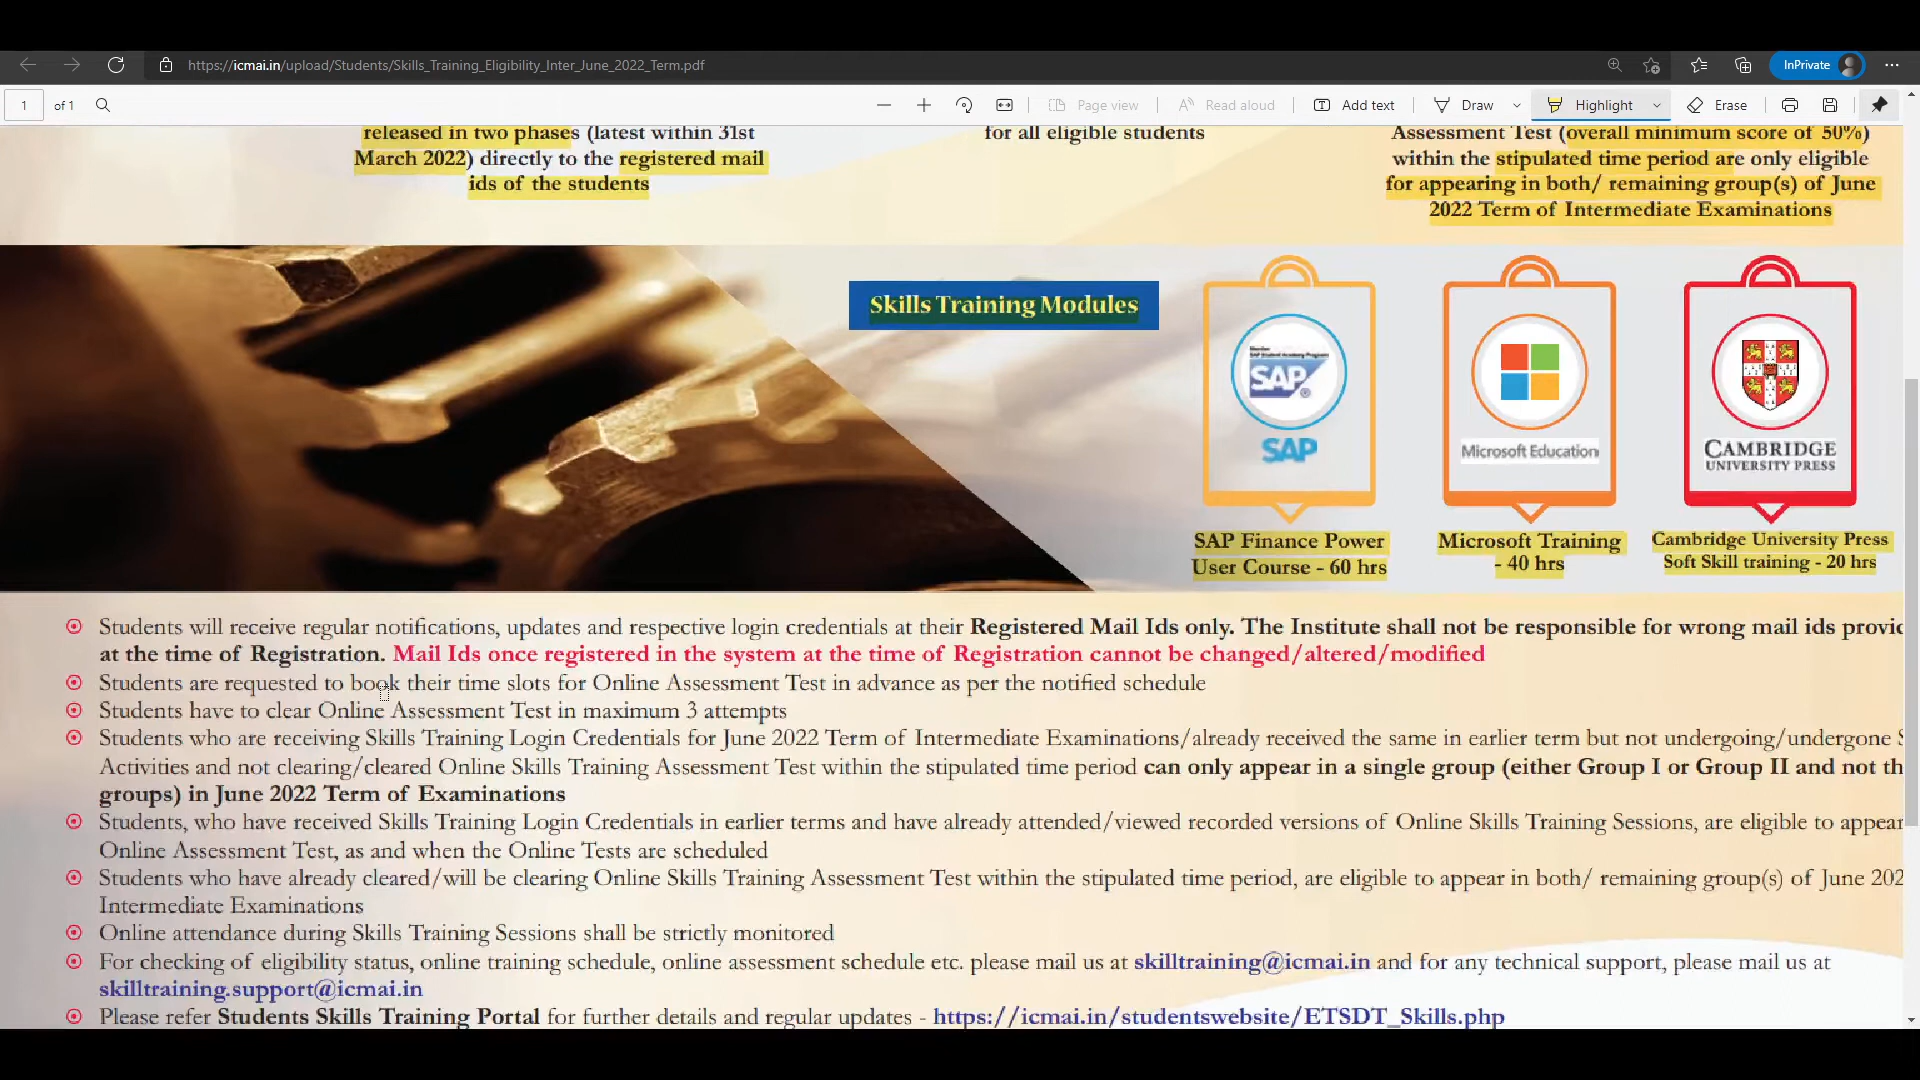 https://icmai.in/upload/Students/Skills_Training_Eligibility_Inter_June_2022_Term.pdf
InPrivate
1 of 1
Page view
Read aloud
Add text
Draw
Highlight
Erase
released in two phases (latest within 31st
March 2022) directly to the registered mail
ids of the students
for all eligible students
Assessment Test (overall minimum score of 50%)
within the stipulated time period are only eligible
for appearing in both/ remaining group(s) of June
2022 Term of Intermediate Examinations
Skills Training Modules
Member
SAP Student Academy Program
SAP
SAP
Microsoft Education
CAMBRIDGE
UNIVERSITY PRESS
SAP Finance Power
User Course - 60 hrs
Microsoft Training
- 40 hrs
Cambridge University Press
Soft Skill training - 20 hrs
Students will receive regular notifications, updates and respective login credentials at their Registered Mail Ids only. The Institute shall not be responsible for wrong mail ids
at the time of Registration. Mail Ids once registered in the system at the time of Registration cannot be changed/altered/modified
Students are requested to book their time slots for Online Assessment Test in advance as per the notified schedule
Students have to clear Online Assessment Test in maximum 3 attempts
Students who are receiving Skills Training Login Credentials for June 2022 Term of Intermediate Examinations/already received the same in earlier term but not undergoing/undergone
Activities and not clearing/cleared Online Skills Training Assessment Test within the stipulated time period can only appear in a single group (either Group I or Group II and not
groups) in June 2022 Term of Examinations
Students, who have received Skills Training Login Credentials in earlier terms and have already attended/viewed recorded versions of Online Skills Training Sessions, are eligible to appear
Online Assessment Test, as and when the Online Tests are scheduled
Students who have already cleared/will be clearing Online Skills Training Assessment Test within the stipulated time period, are eligible to appear in both/ remaining group(s) of June 202
Intermediate Examinations
Online attendance during Skills Training Sessions shall be strictly monitored
For checking of eligibility status, online training schedule, online assessment schedule etc. please mail us at skilltraining@icmai.in and for any technical support, please mail us at
skilltraining.support@icmai.in
Please refer Students Skills Training Portal for further details and regular updates - https://icmai.in/studentswebsite/ETSDT_Skills.php